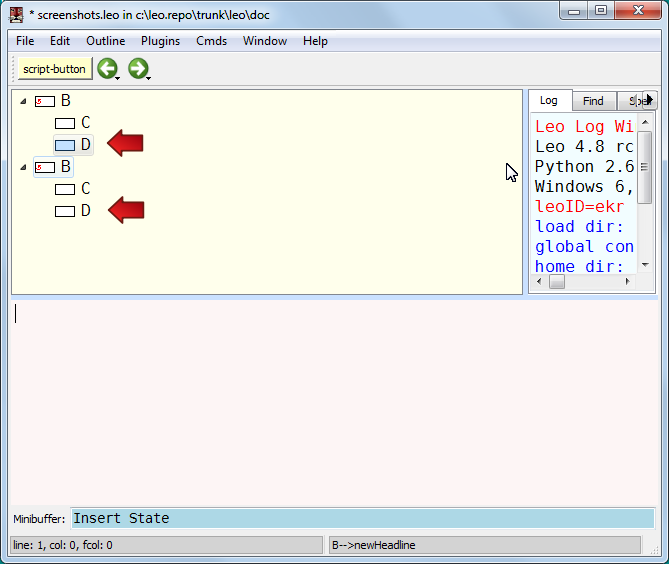 * screenshots.leo in c:\leo.repo\trunk\leo\doc
File Edit Outline Plugins Cmds Window Help
script-button
B
C
D
B
C
D
Log Find
Leo Log Wi
Leo 4.8 rc
Python 2.6
Windows 6,
leoID=ekr
load dir:
global con
home dir:
Minibuffer: Insert State
line: 1, col: 0, fcol: 0
B-->newHeadline